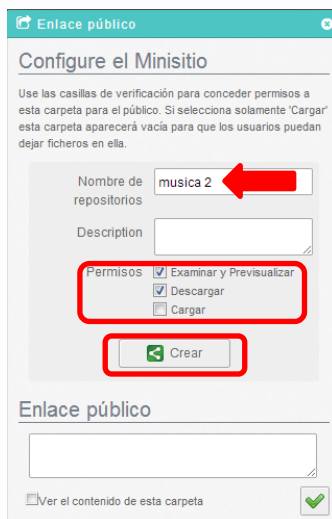 Enlace público
Configure el Minisitio
Use las casillas de verificación para conceder permisos a
esta carpeta para el público. Si selecciona solamente 'Cargar'
esta carpeta aparecerá vacía para que los usuarios puedan
dejar ficheros en ella.
Nombre de
repositorios
musica 2
Description
Permisos
Examinar y Previsualizar
Descargar
Cargar
Crear
Enlace público
Ver el contenido de esta carpeta